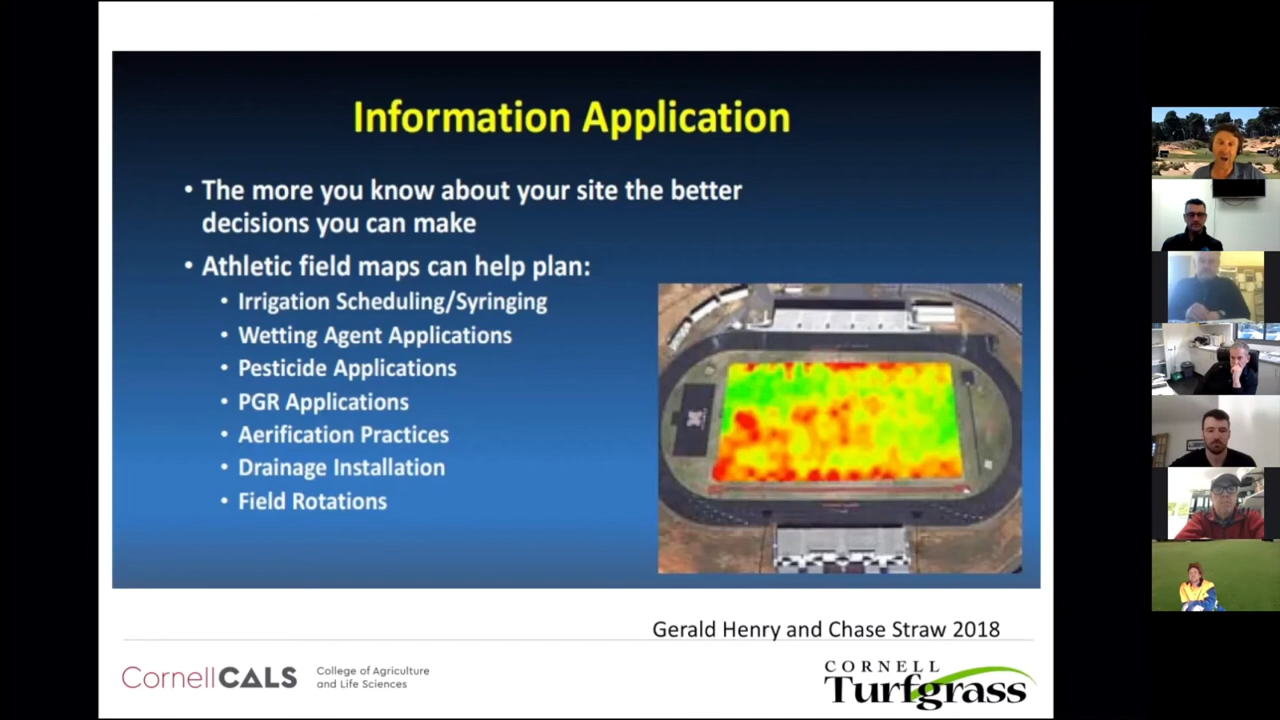 Information Application
• The more you know about your site the better
decisions you can make
• Athletic field maps can help plan:
• Irrigation Scheduling/Syringing
• Wetting Agent Applications
• Pesticide Applications
• PGR Applications
• Aerification Practices
• Drainage Installation
• Field Rotations
Gerald Henry and Chase Straw 2018
CornellCALS
College of Agriculture
and Life Sciences
CORNELL
Turfgrass